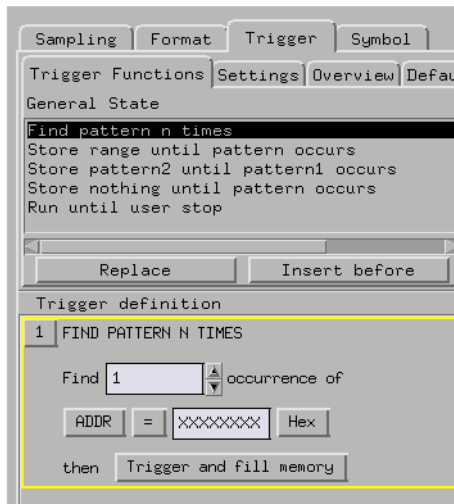 Sampling Format Trigger Symbol
Trigger Functions Settings Overview Defau
General State
Find pattern n times
Store range until pattern occurs
Store pattern2 until pattern1 occurs
Store nothing until pattern occurs
Run until user stop
Replace Insert before
Trigger definition
1 FIND PATTERN N TIMES
Find 1 occurrence of
ADDR = XXXXXXXX Hex
then Trigger and fill memory